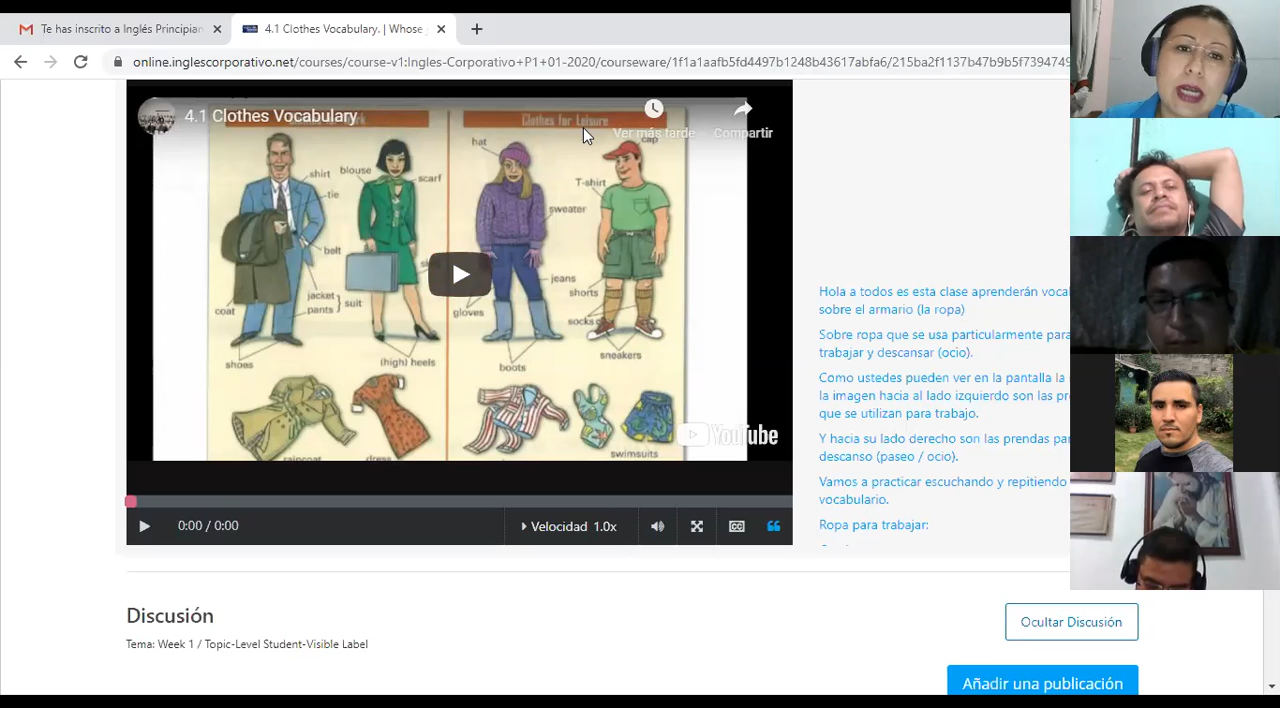 Te has inscrito a Inglés Principian
4.1 Clothes Vocabulary. | Whose
online.inglescorporativo.net/courses/course-v1:Ingles-Corporativo+P1+01-2020/courseware/1f1a1aafb5fd4497b1248b43617abfa6/215ba2f1137b47b9b5f7394749
4.1 Clothes Vocabulary
Clothes for Leisure
Ver más tarde
Compartir
hat
cap
shirt
blouse
scarf
T-shirt
tie
sweater
belt
jeans
shorts
jacket
pants
suit
coat
gloves
socks
shoes
(high) heels
boots
sneakers
raincoat
dress
swimsuits
YouTube
0:00 / 0:00
Velocidad 1.0x
Hola a todos es esta clase aprenderán
sobre el armario (la ropa)
Sobre ropa que se usa particularmente para
trabajar y descansar (ocio).
Como ustedes pueden ver en la pantalla la
la imagen hacia al lado izquierdo son las
que se utilizan para trabajo.
Y hacia su lado derecho son las prendas
descanso (paseo / ocio).
Vamos a practicar escuchando y repitiendo
vocabulario.
Ropa para trabajar:
Discusión
Tema: Week 1 / Topic-Level Student-Visible Label
Ocultar Discusión
Añadir una publicación